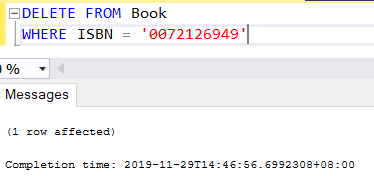 DELETE FROM Book
WHERE ISBN = '0072126949'
%
Messages
(1 row affected)
Completion time: 2019-11-29T14:46:56.6992308+08:00